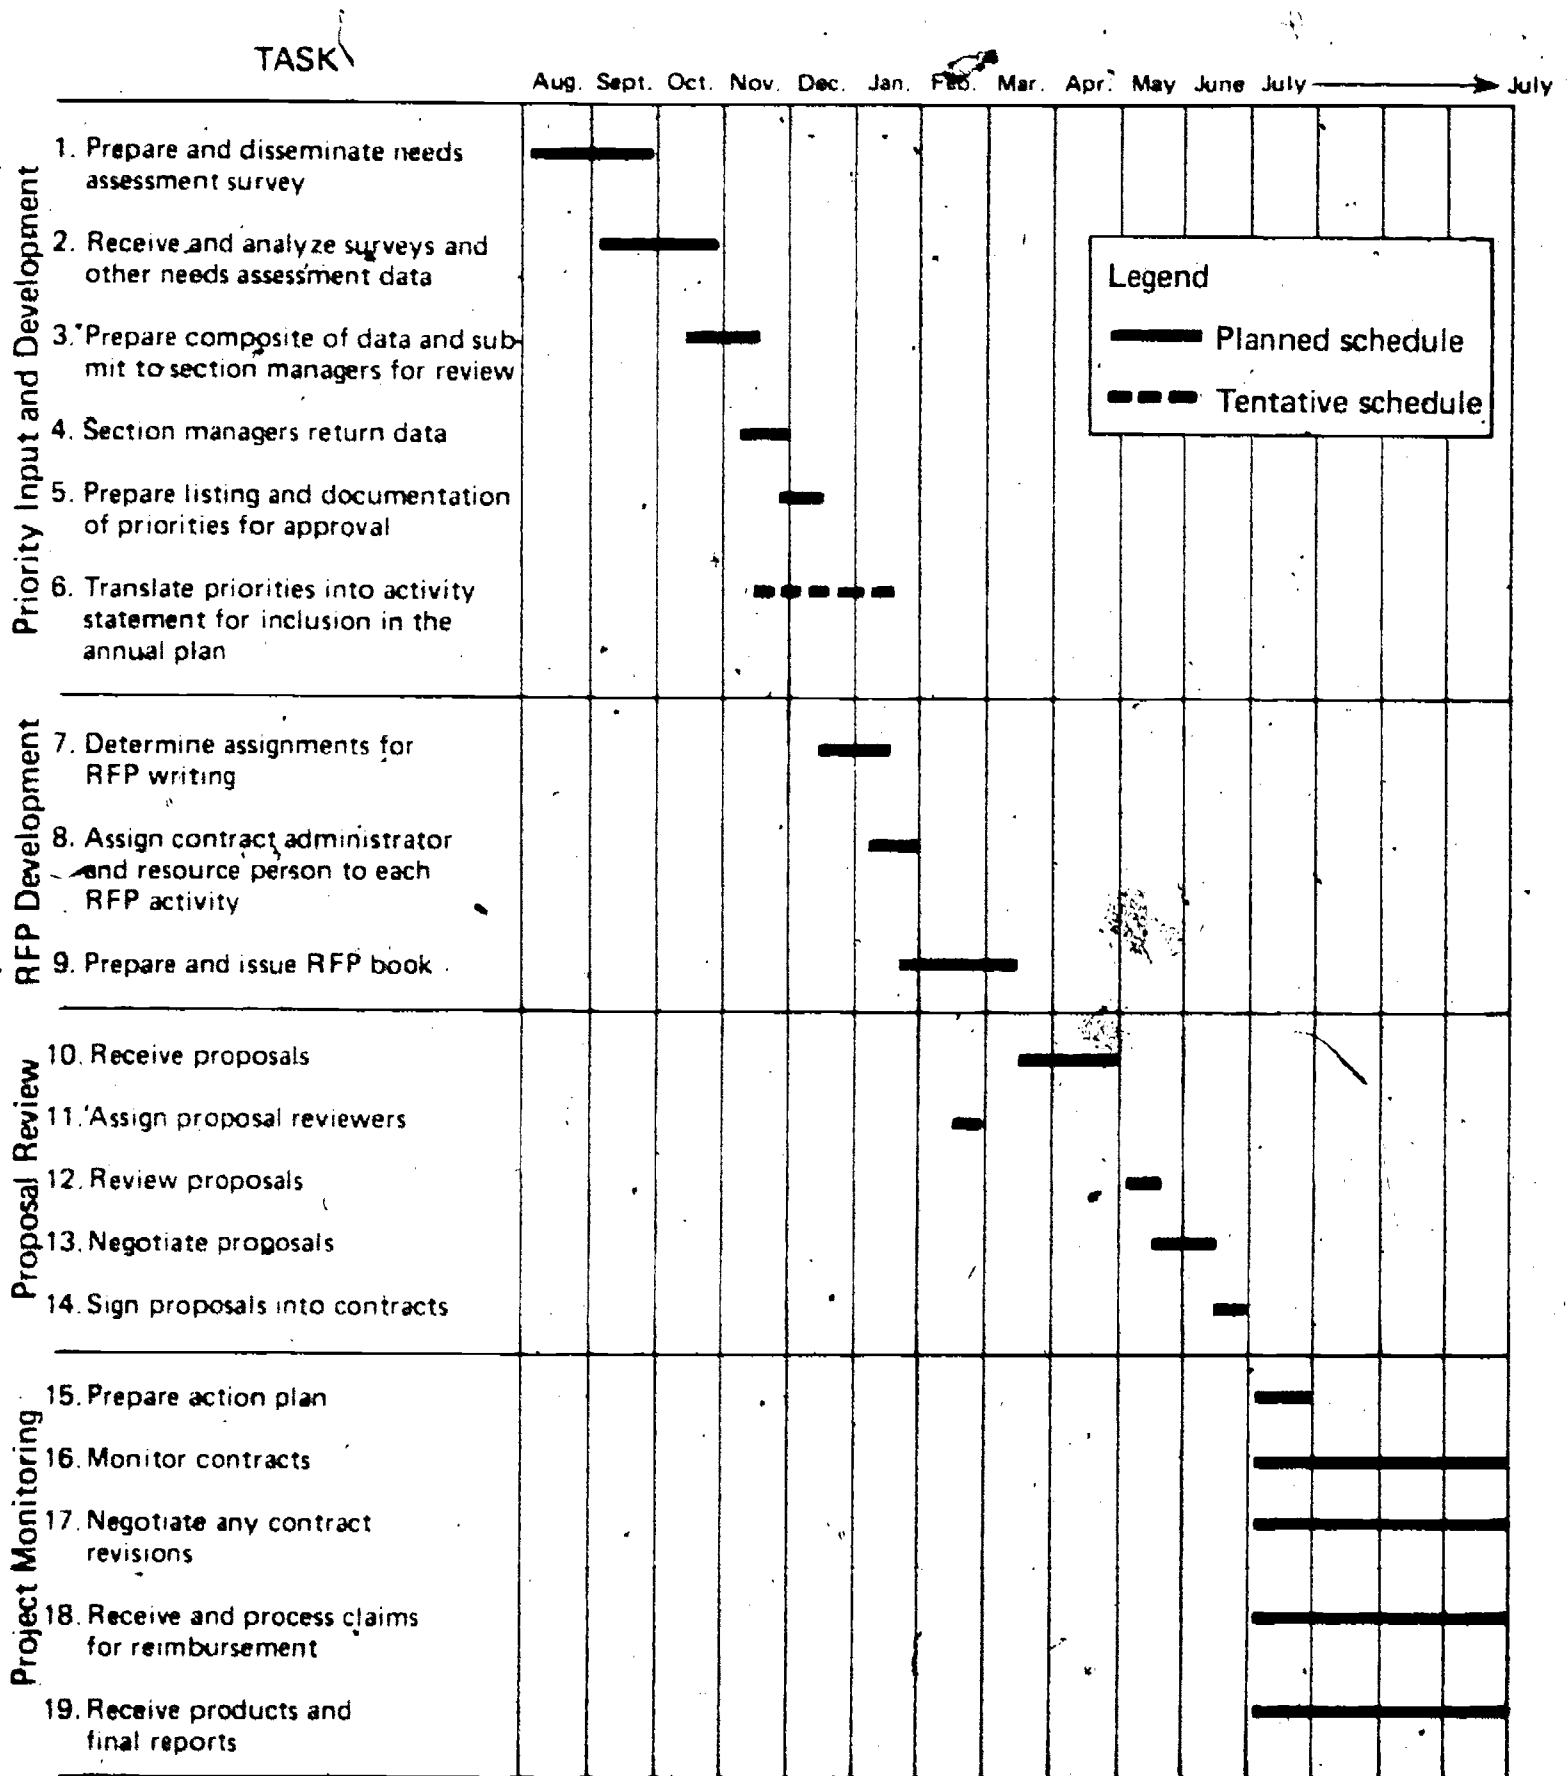 TASK
Aug. Sept. Oct. Nov. Dec. Jan. Feb. Mar. Apr. May June July July
Priority Input and Development
1. Prepare and disseminate needs
assessment survey
2. Receive and analyze surveys and
other needs assessment data
3. Prepare composite of data and sub-
mit to section managers for review
4. Section managers return data
5. Prepare listing and documentation
of priorities for approval
6. Translate priorities into activity
statement for inclusion in the
annual plan
Legend
Planned schedule
Tentative schedule
RFP Development
7. Determine assignments for
RFP writing
8. Assign contract administrator
and resource person to each
RFP activity
9. Prepare and issue RFP book
Proposal Review
10. Receive proposals
11. Assign proposal reviewers
12. Review proposals
13. Negotiate proposals
14. Sign proposals into contracts
Project Monitoring
15. Prepare action plan
16. Monitor contracts
17. Negotiate any contract
revisions
18. Receive and process claims
for reimbursement
19. Receive products and
final reports